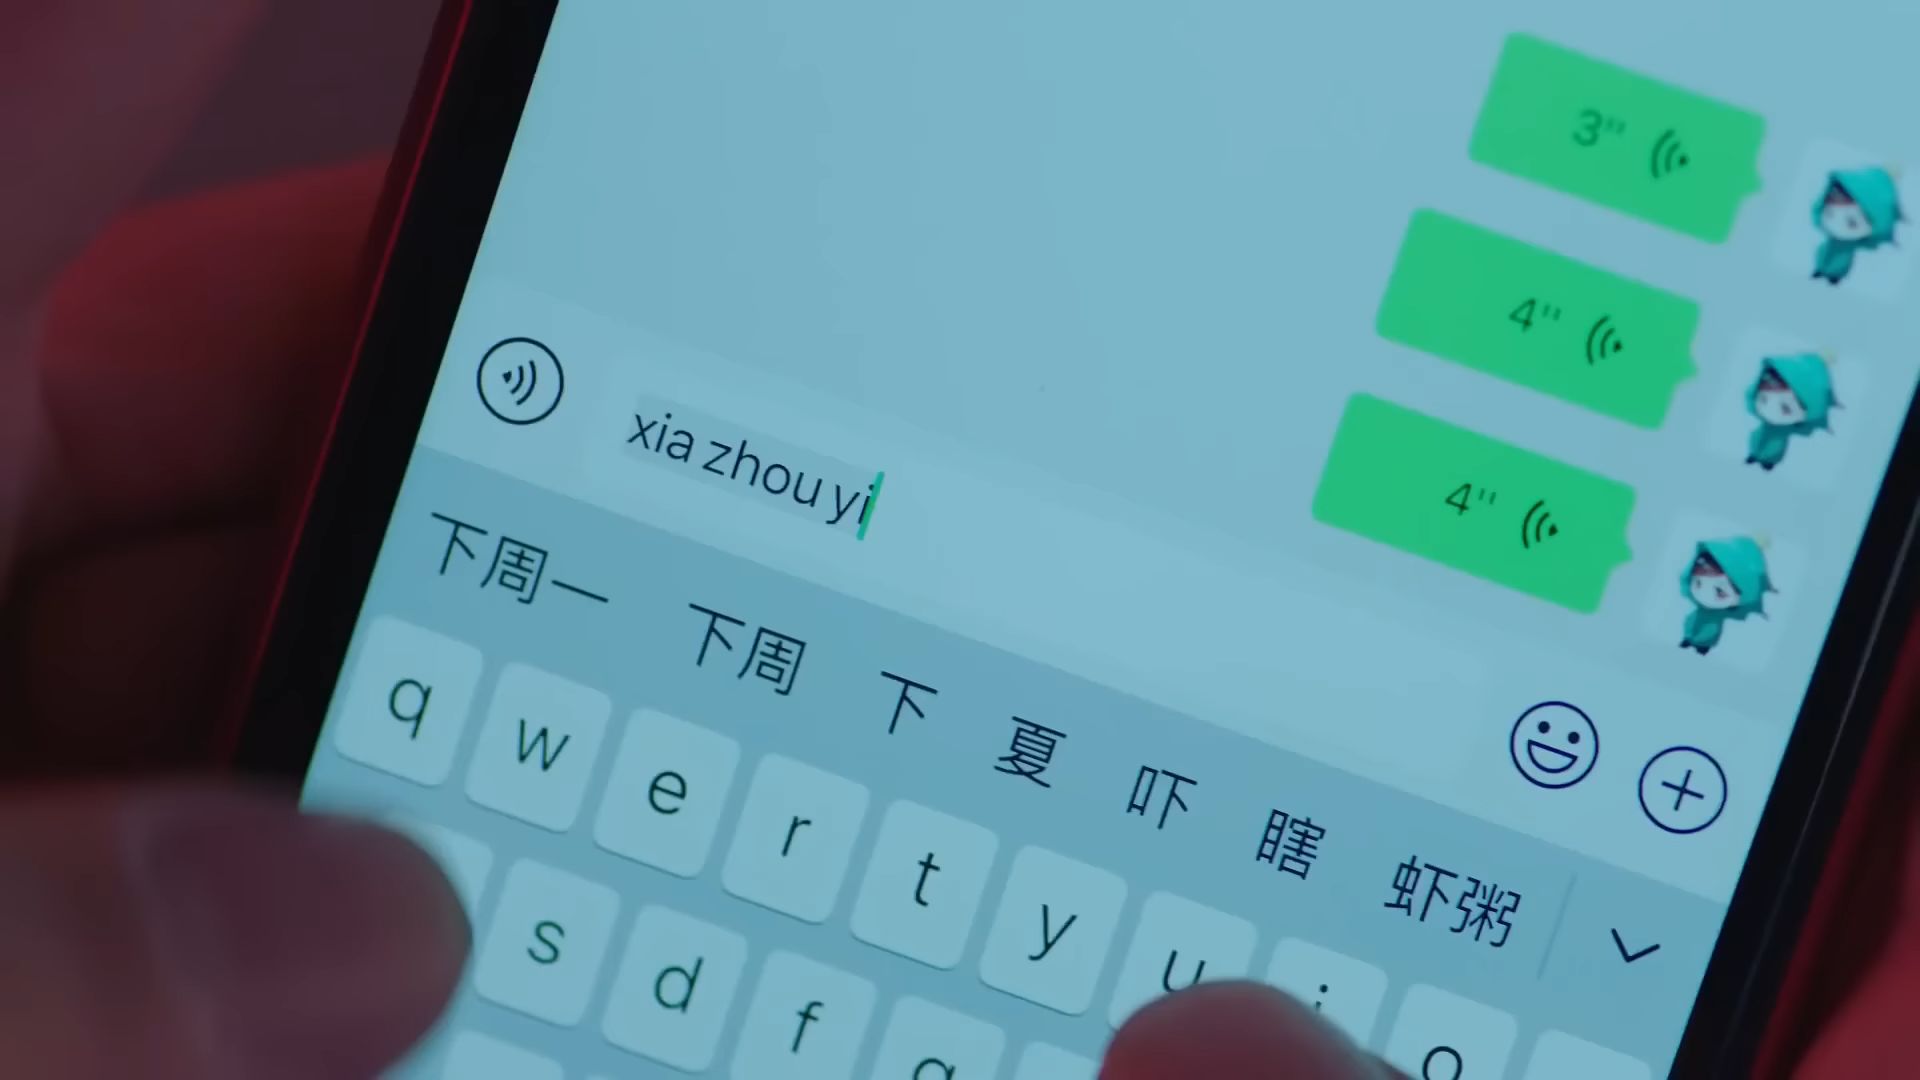 3"
4"
4"
xia zhou yi
下周一 下周 下 夏 吓 瞎 虾粥
q w e r t y u i o
s d f g